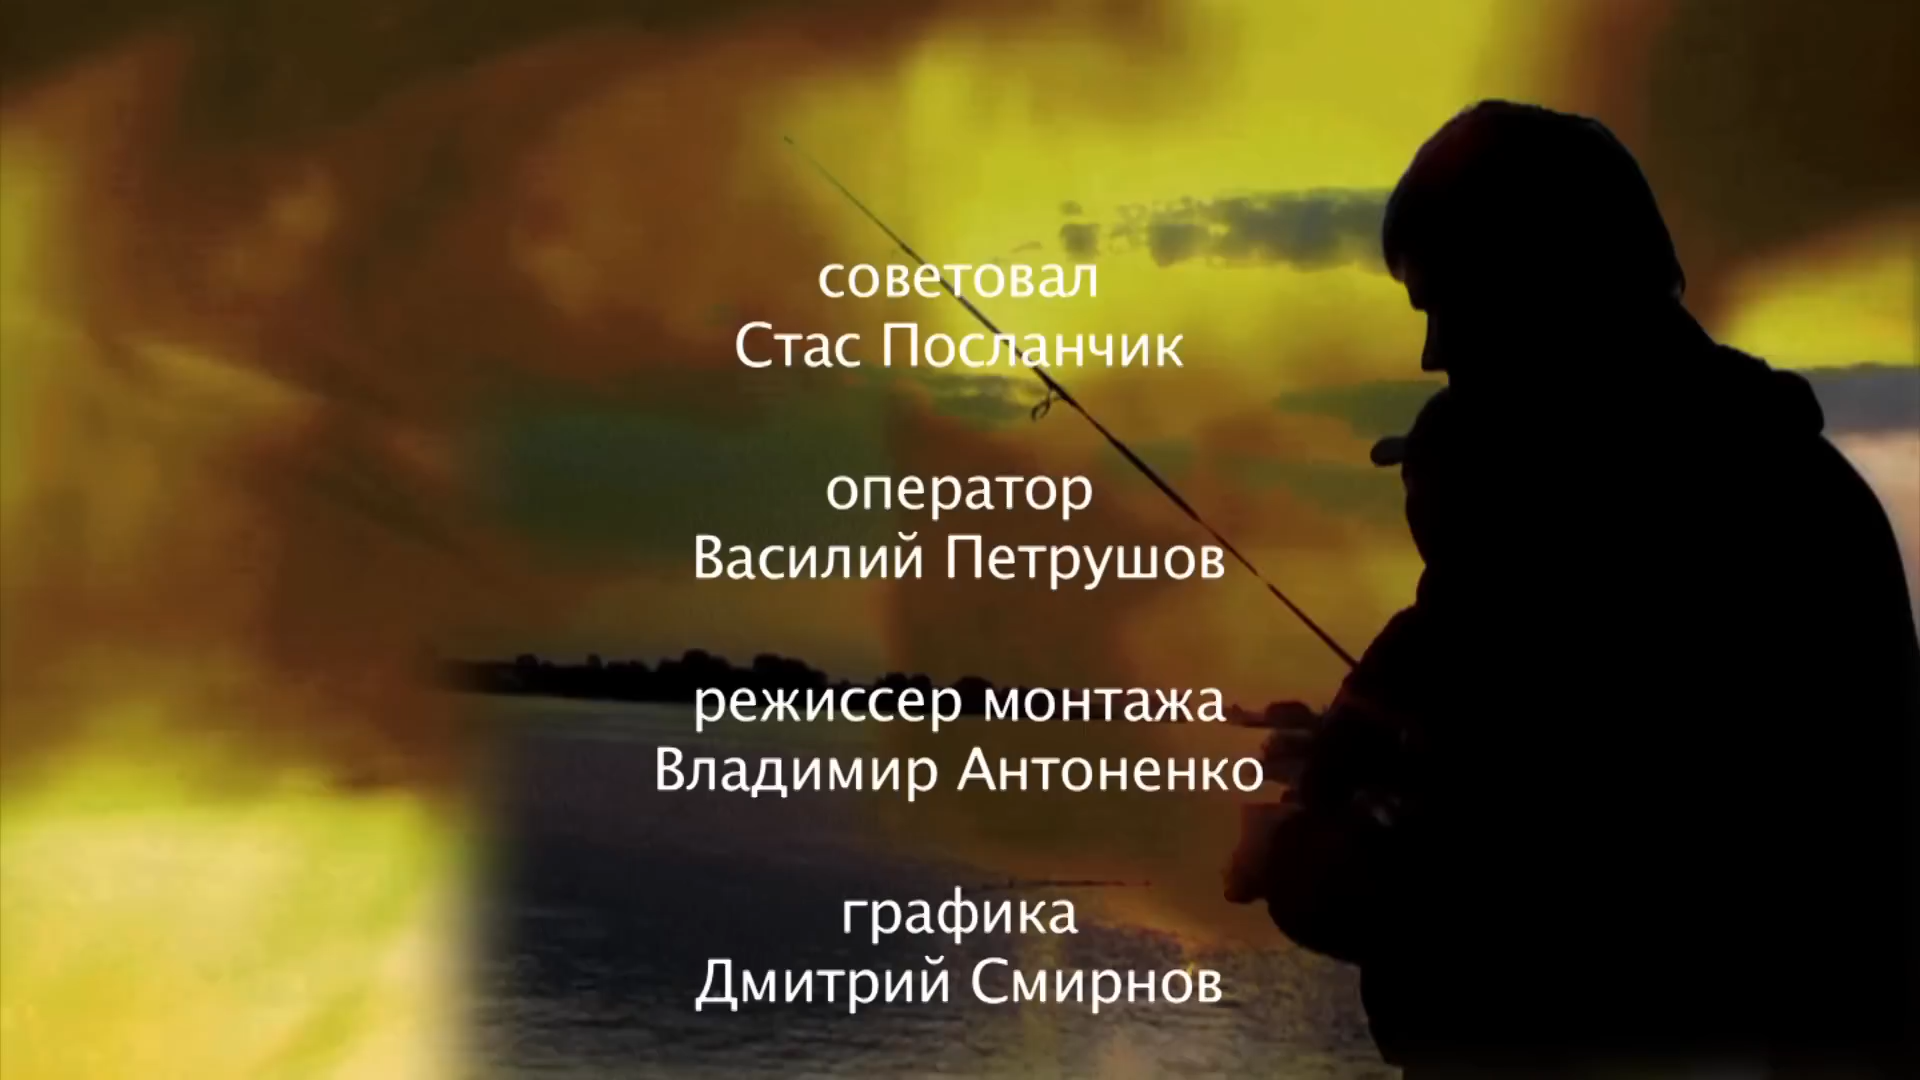 советовал
Стас Посланчик
оператор
Василий Петрушов
режиссер монтажа
Владимир Антоненко
графика
Дмитрий Смирнов